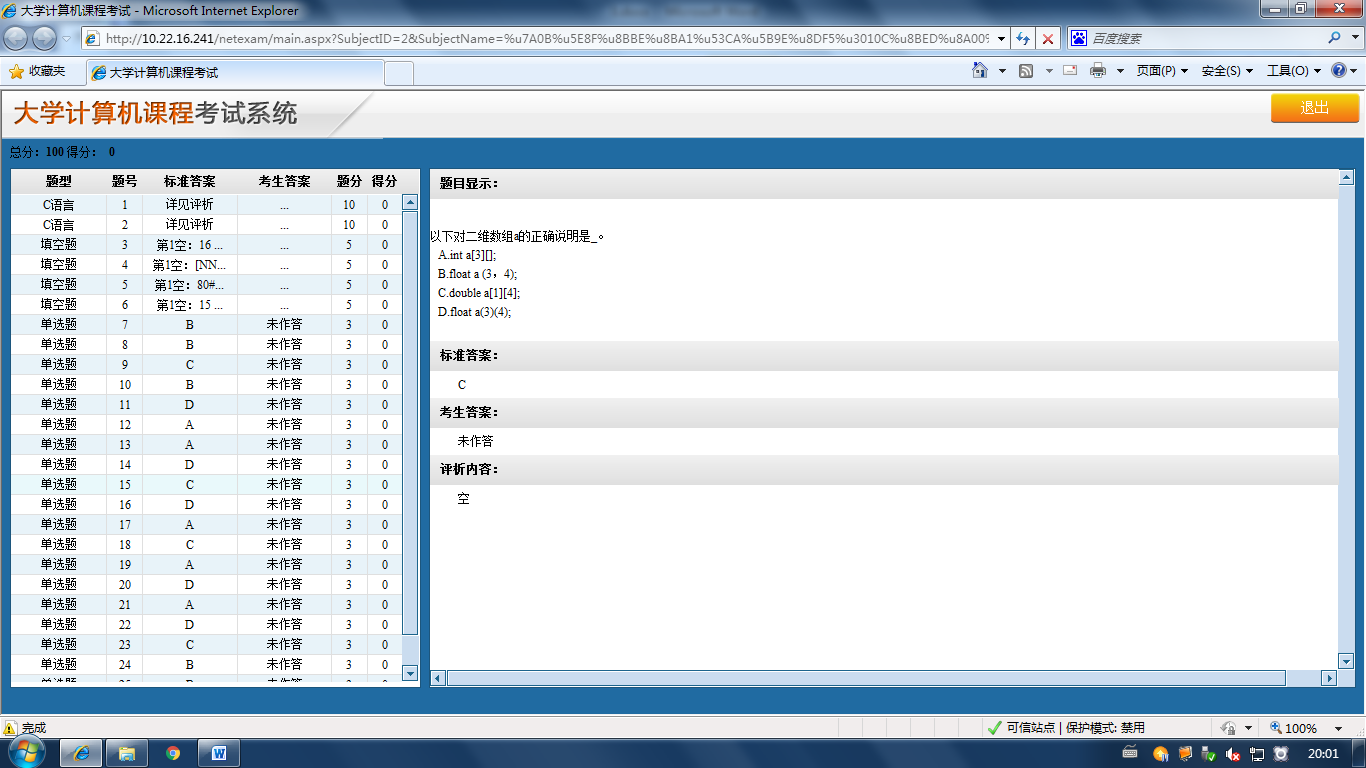 大学计算机课程考试 - Microsoft Internet Explorer
http://10.22.16.241/netexam/main.aspx?SubjectID=2&SubjectName=%u7A0B%u5E8F%u8BBE%u8BA1%u53CA%u5B9E%u8DF5%u3010C%u8BED%u8A00%
百度搜索
收藏夹
大学计算机课程考试
页面(P) 安全(S) 工具(O)
大学计算机课程考试系统
退出
总分：100 得分： 0
题型 题号 标准答案 考生答案 题分 得分
C语言 1 详见评析 ... 10 0
C语言 2 详见评析 ... 10 0
填空题 3 第1空：16 ... ... 5 0
填空题 4 第1空：[NN... ... 5 0
填空题 5 第1空：80#... ... 5 0
填空题 6 第1空：15 ... ... 5 0
单选题 7 B 未作答 3 0
单选题 8 B 未作答 3 0
单选题 9 C 未作答 3 0
单选题 10 B 未作答 3 0
单选题 11 D 未作答 3 0
单选题 12 A 未作答 3 0
单选题 13 A 未作答 3 0
单选题 14 D 未作答 3 0
单选题 15 C 未作答 3 0
单选题 16 D 未作答 3 0
单选题 17 A 未作答 3 0
单选题 18 C 未作答 3 0
单选题 19 A 未作答 3 0
单选题 20 D 未作答 3 0
单选题 21 A 未作答 3 0
单选题 22 D 未作答 3 0
单选题 23 C 未作答 3 0
单选题 24 B 未作答 3 0
题目显示：
以下对二维数组a的正确说明是_。
A.int a[3][];
B.float a (3，4);
C.double a[1][4];
D.float a(3)(4);
标准答案：
C
考生答案：
未作答
评析内容：
空
完成
可信站点 | 保护模式: 禁用
100%
20:01